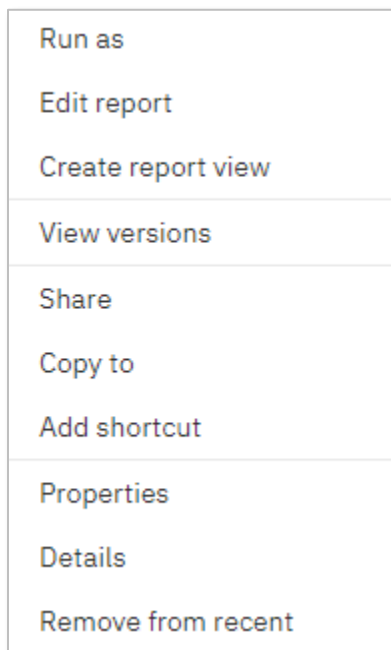 Run as
Edit report
Create report view
View versions
Share
Copy to
Add shortcut
Properties
Details
Remove from recent